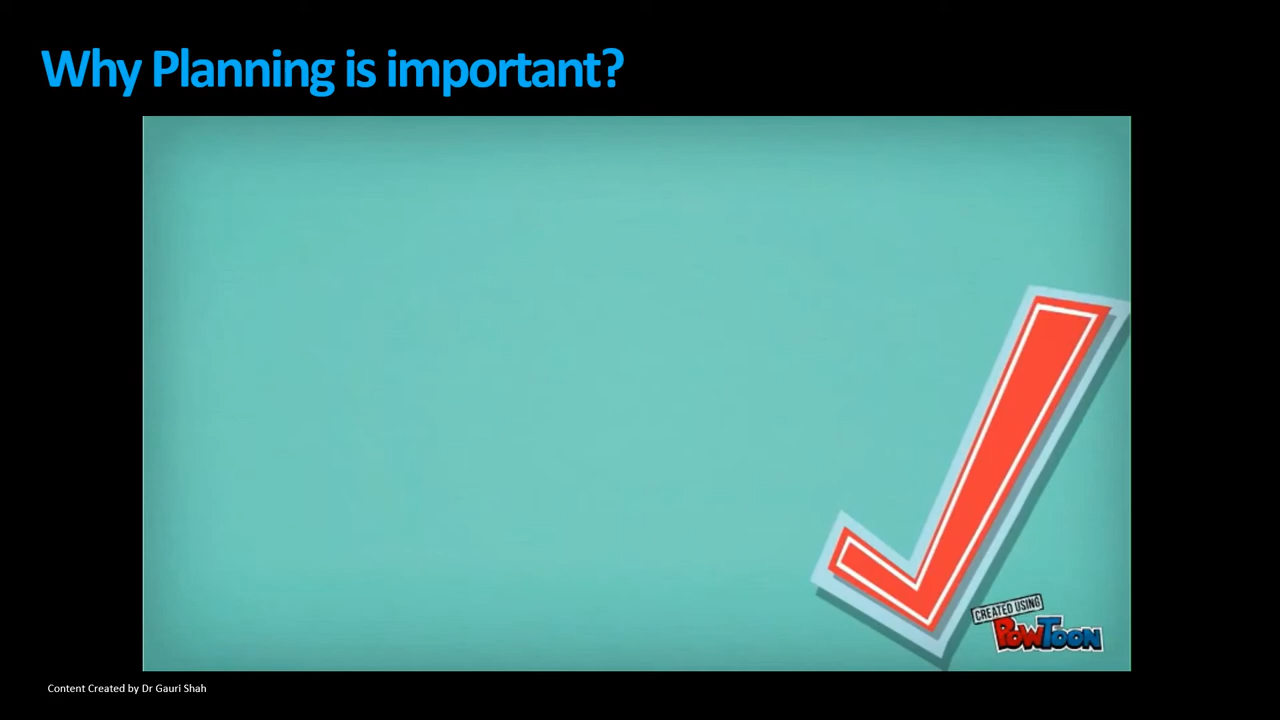 Why Planning is important?
CREATED USING
POWTOON
Content Created by Dr Gauri Shah